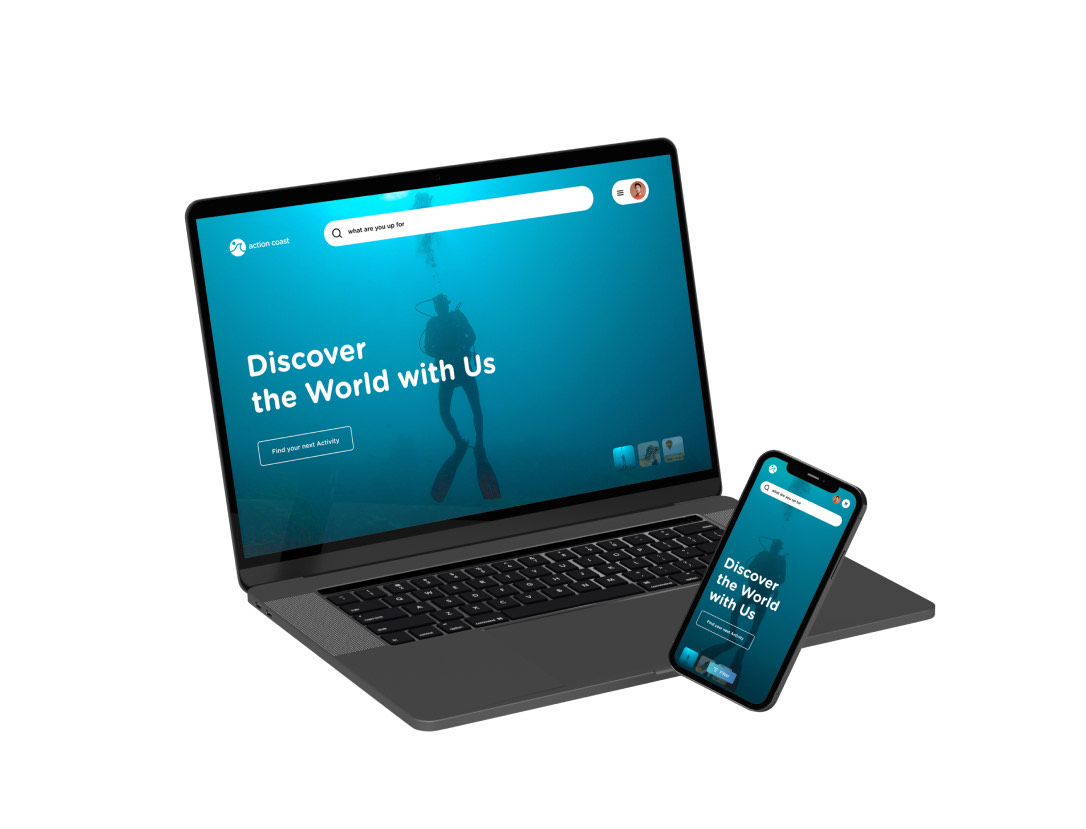 action coast
what are you up for
Discover
the World with Us
Find your next Activity
what are you up for
Discover
the World
with Us
Find your next Activity
Filter